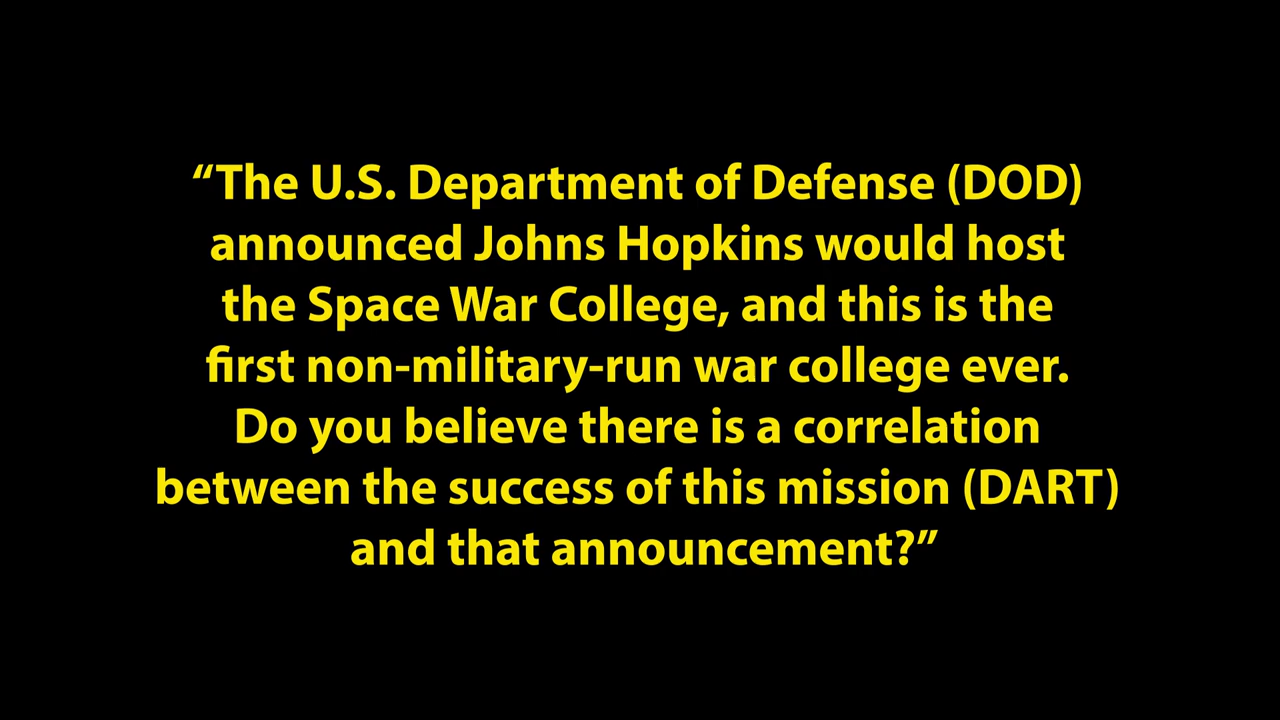 “The U.S. Department of Defense (DOD)
announced Johns Hopkins would host
the Space War College, and this is the
first non-military-run war college ever.
Do you believe there is a correlation
between the success of this mission (DART)
and that announcement?”